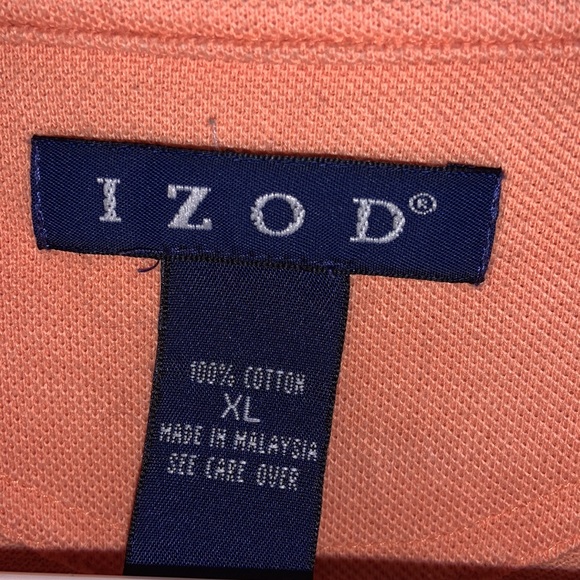 IZOD®
100% COTTON
XL
MADE IN MALAYSIA
SEE CARE OVER